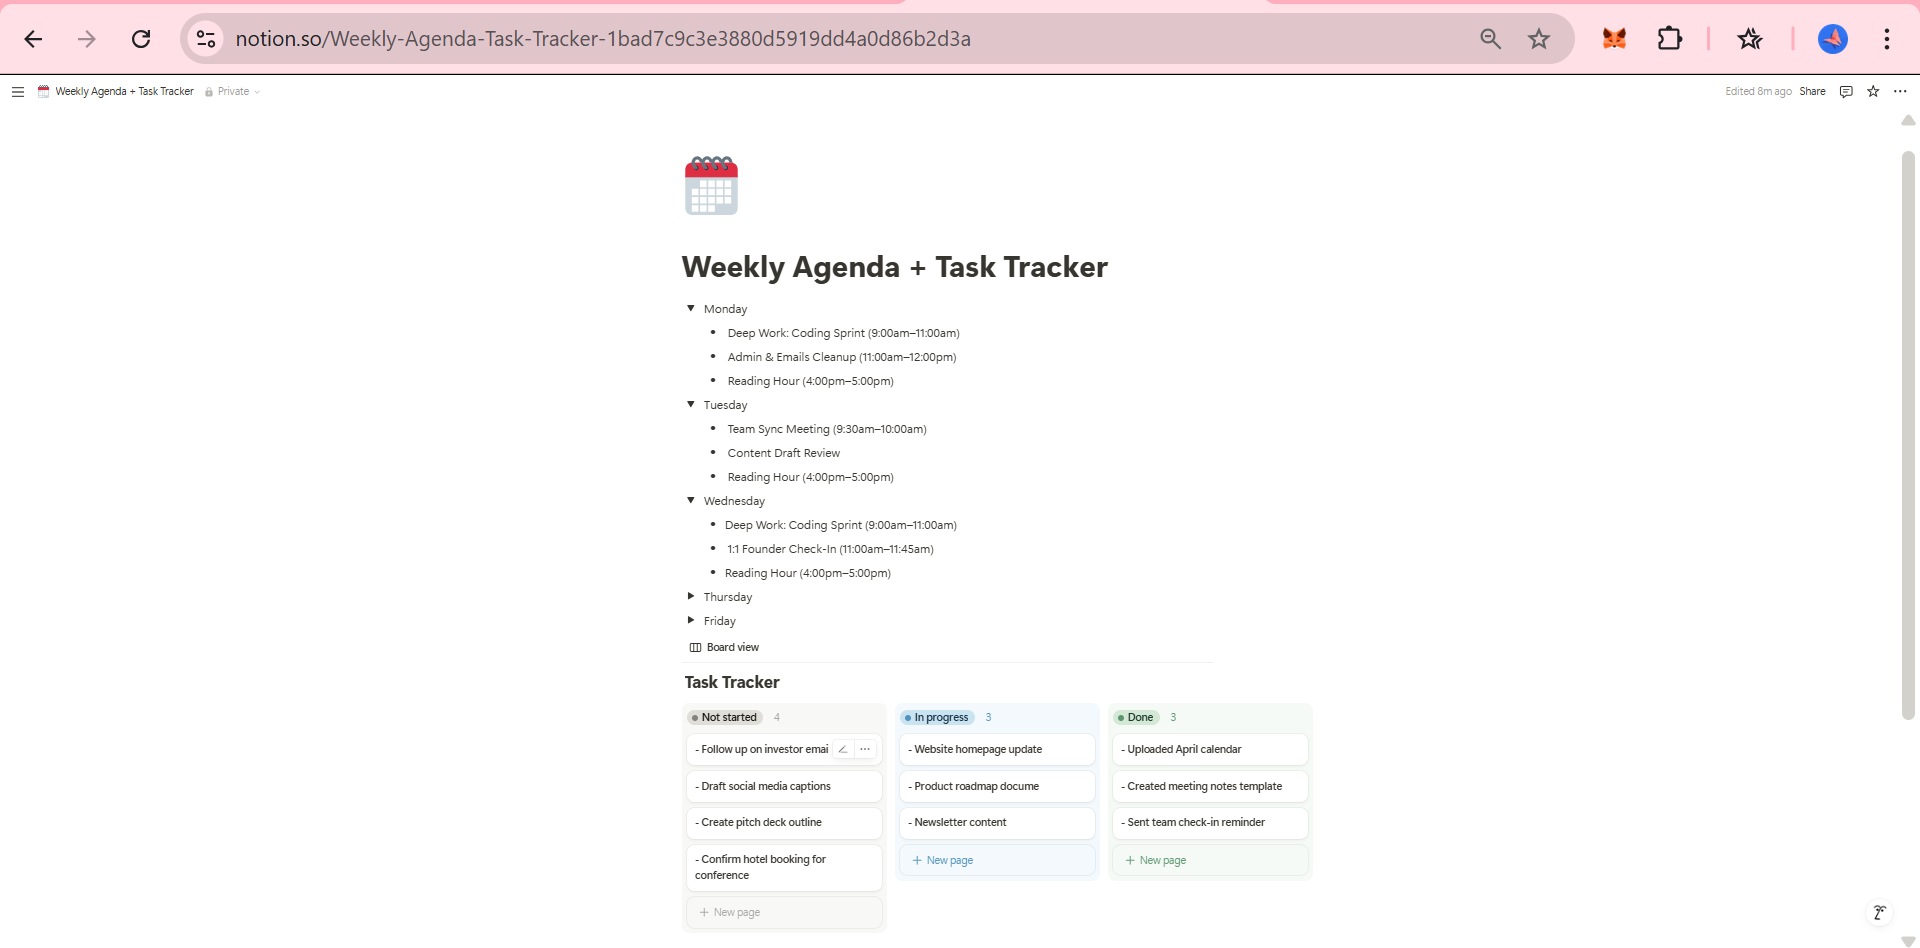 notion.so/Weekly-Agenda-Task-Tracker-1bad7c9c3e3880d5919dd4a0d86b2d3a
Weekly Agenda + Task Tracker
Private
Edited 8m ago
Share
Weekly Agenda + Task Tracker
Monday
Deep Work: Coding Sprint (9:00am–11:00am)
Admin & Emails Cleanup (11:00am–12:00pm)
Reading Hour (4:00pm–5:00pm)
Tuesday
Team Sync Meeting (9:30am–10:00am)
Content Draft Review
Reading Hour (4:00pm–5:00pm)
Wednesday
Deep Work: Coding Sprint (9:00am–11:00am)
1:1 Founder Check-In (11:00am–11:45am)
Reading Hour (4:00pm–5:00pm)
Thursday
Friday
Board view
Task Tracker
Not started 4
- Follow up on investor emai
- Draft social media captions
- Create pitch deck outline
- Confirm hotel booking for
conference
+ New page
In progress 3
- Website homepage update
- Product roadmap docume
- Newsletter content
+ New page
Done 3
- Uploaded April calendar
- Created meeting notes template
- Sent team check-in reminder
+ New page